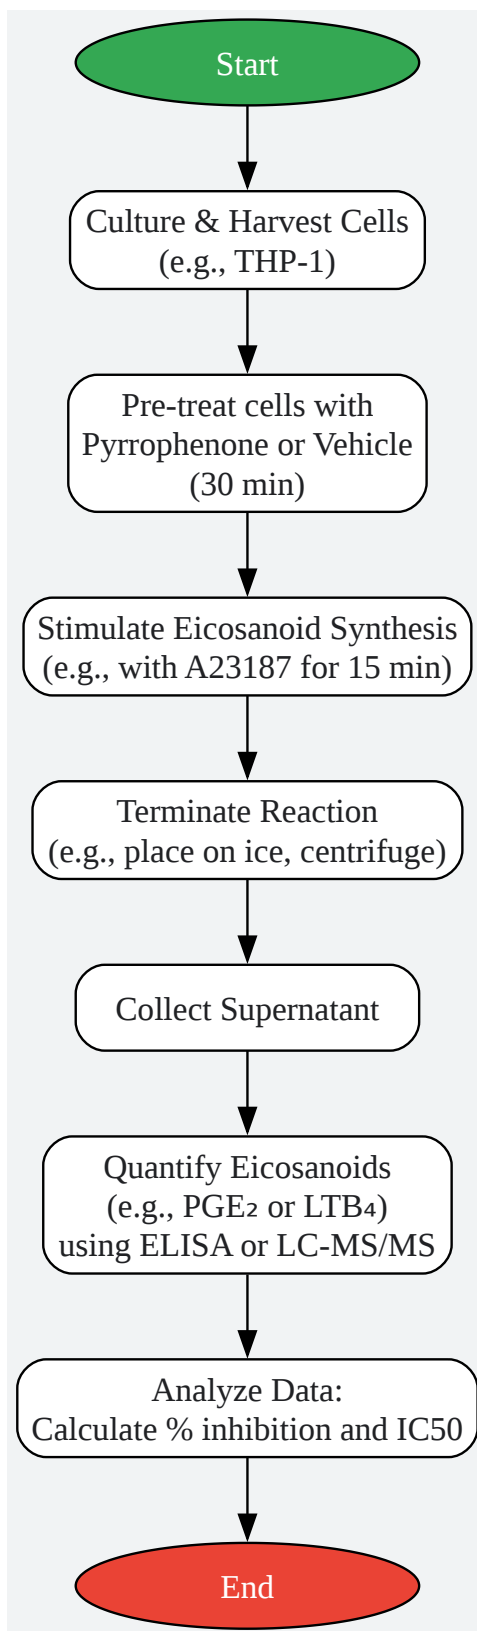 Start
Culture & Harvest Cells
(e.g., THP-1)
Pre-treat cells with
Pyrrophenone or Vehicle
(30 min)
Stimulate Eicosanoid Synthesis
(e.g., with A23187 for 15 min)
Terminate Reaction
(e.g., place on ice, centrifuge)
Collect Supernatant
Quantify Eicosanoids
(e.g., PGE₂ or LTB₄)
using ELISA or LC-MS/MS
Analyze Data:
Calculate % inhibition and IC50
End